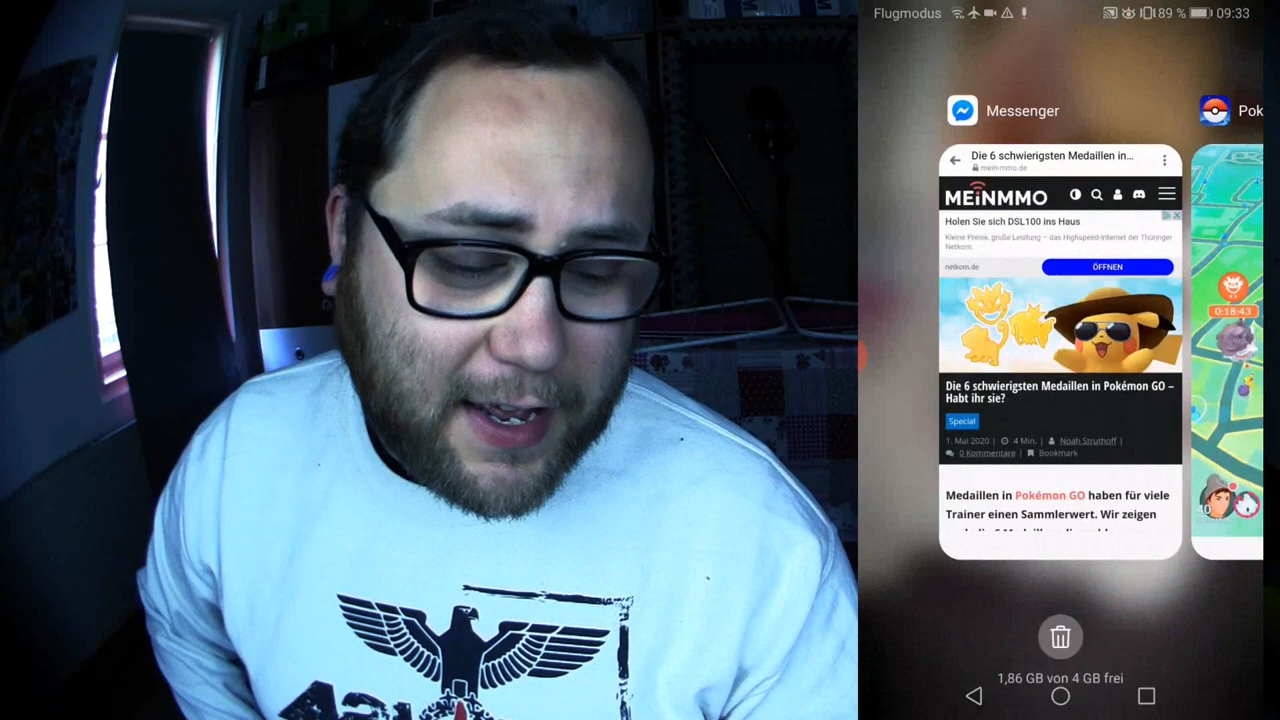 Flugmodus
89 %
09:33
Messenger
Pok
Die 6 schwierigsten Medaillen in...
mein-mmo.de
MEiNMMO
Holen Sie sich DSL100 ins Haus
Kleine Preise, große Leistung – das Highspeed-Internet der Thüringer
Netkom.
netkom.de
ÖFFNEN
0:18:43
Die 6 schwierigsten Medaillen in Pokémon GO –
Habt ihr sie?
Special
1. Mai 2020 | 4 Min. | Noah Struthoff |
0 Kommentare | Bookmark
Medaillen in Pokémon GO haben für viele
Trainer einen Sammlerwert. Wir zeigen
40
1,86 GB von 4 GB frei